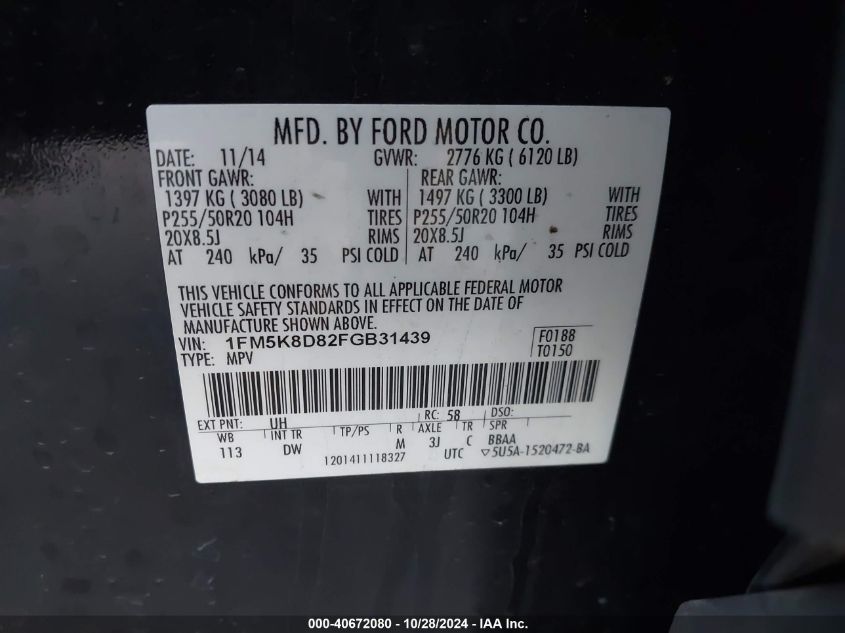 MFD. BY FORD MOTOR CO.
DATE: 11/14 GVWR: 2776 KG ( 6120 LB)
FRONT GAWR: REAR GAWR:
1397 KG ( 3080 LB) WITH 1497 KG ( 3300 LB) WITH
P255/50R20 104H TIRES P255/50R20 104H TIRES
20X8.5J RIMS 20X8.5J RIMS
AT 240 kPa/ 35 PSI COLD AT 240 kPa/ 35 PSI COLD
THIS VEHICLE CONFORMS TO ALL APPLICABLE FEDERAL MOTOR
VEHICLE SAFETY STANDARDS IN EFFECT ON THE DATE OF
MANUFACTURE SHOWN ABOVE.
VIN: 1FM5K8D82FGB31439 F0188
TYPE: MPV T0150
EXT PNT: UH RC: 58 DSO:
WB INT TR TP/PS R AXLE TR SPR
113 DW M 3J C BBAA
1201411118327 UTC ▽5U5A-1520472-BA
000-40672080 - 10/28/2024 - IAA Inc.